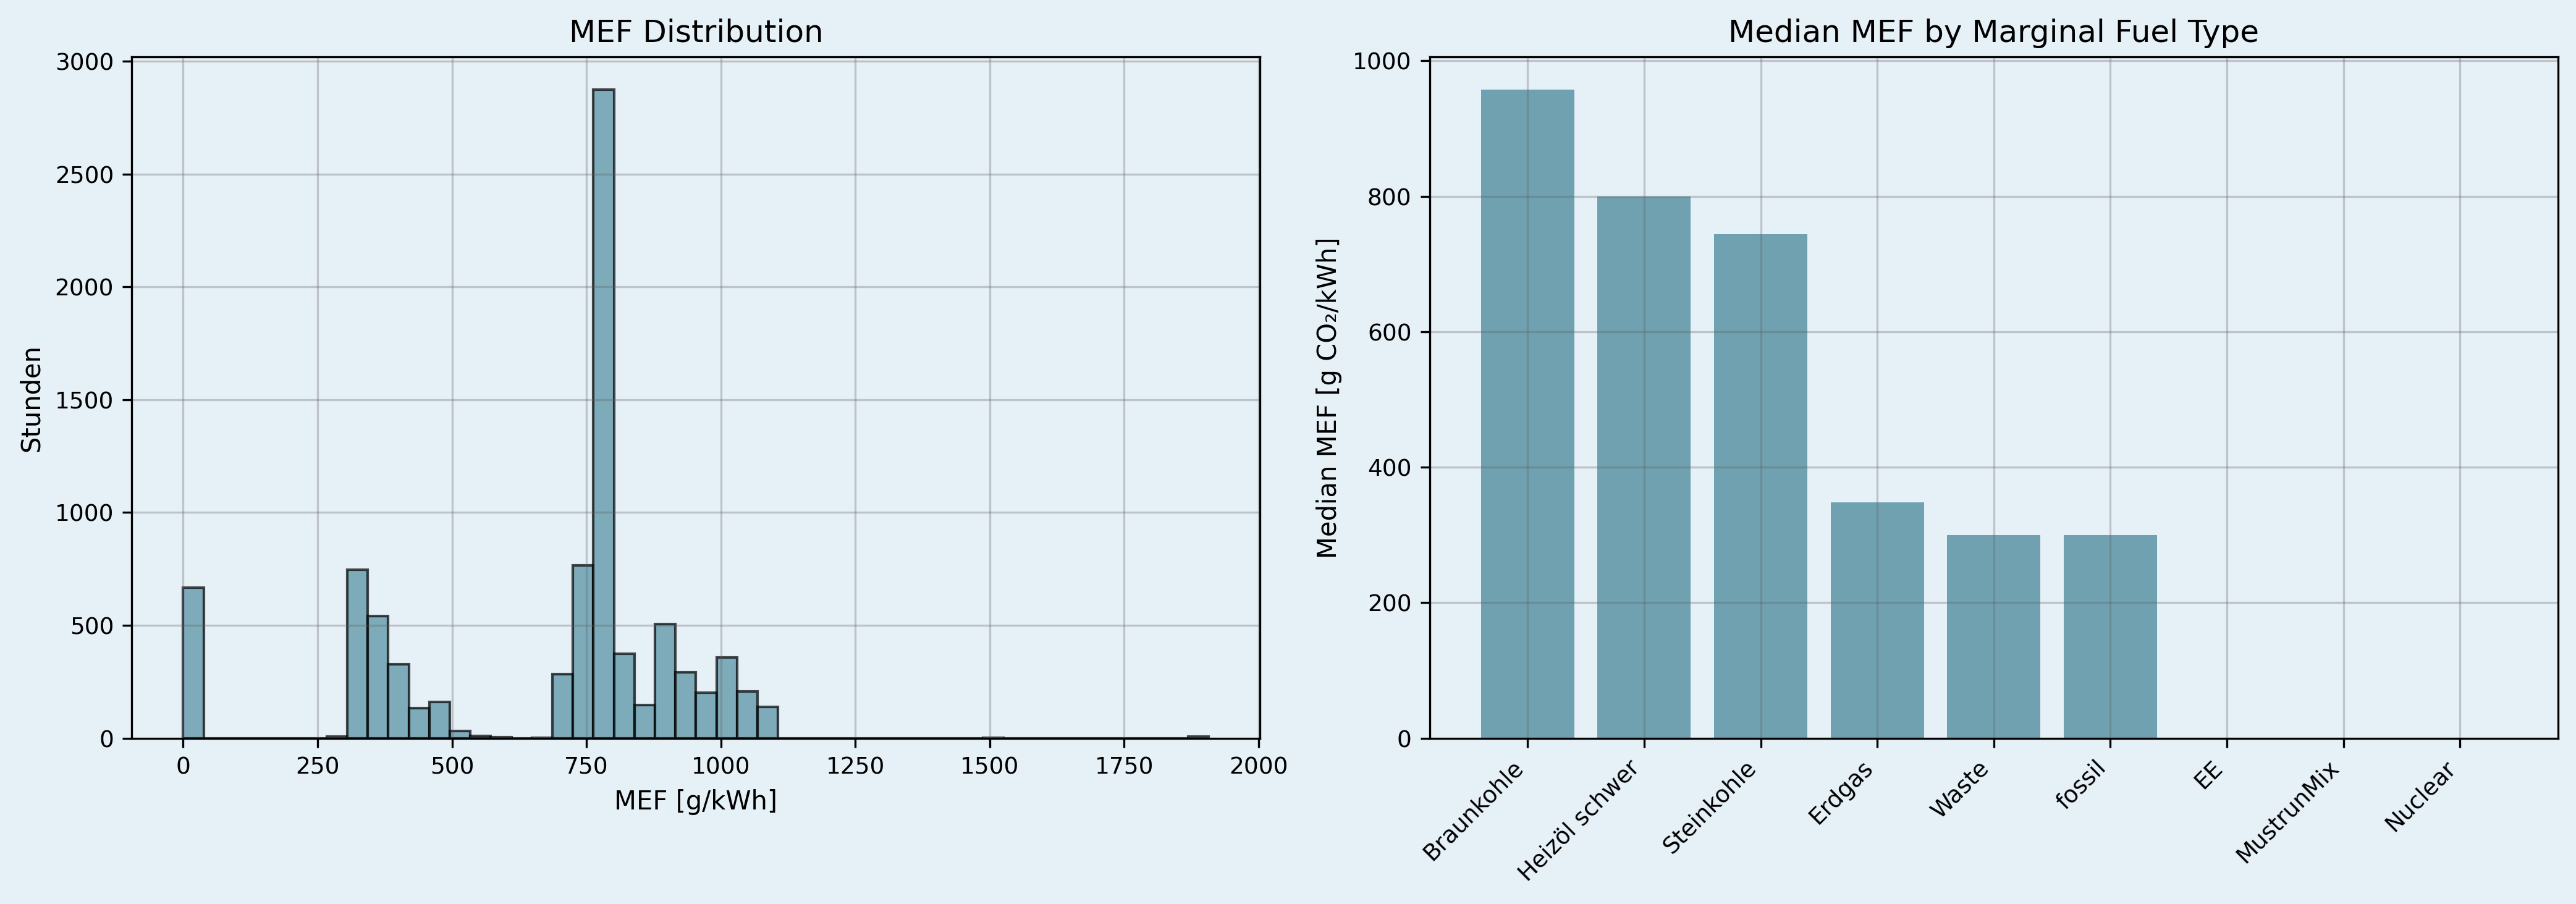 MEF Distribution
3000
2500
2000
1500
1000
500
0
Stunden
0 250 500 750 1000 1250 1500 1750 2000
MEF [g/kWh]
Median MEF by Marginal Fuel Type
1000
800
600
400
200
0
Median MEF [g CO₂/kWh]
Braunkohle
Heizöl schwer
Steinkohle
Erdgas
Waste
fossil
EE
MustrunMix
Nuclear